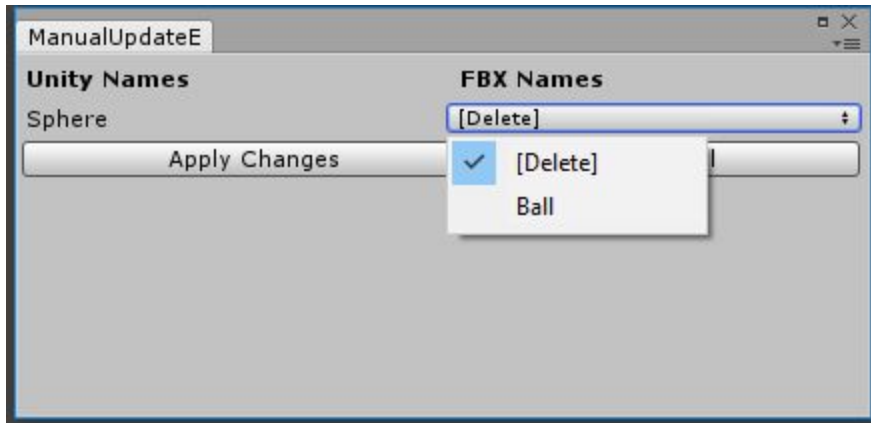 ManualUpdateE
Unity Names FBX Names
Sphere [Delete]
Apply Changes
[Delete]
Ball